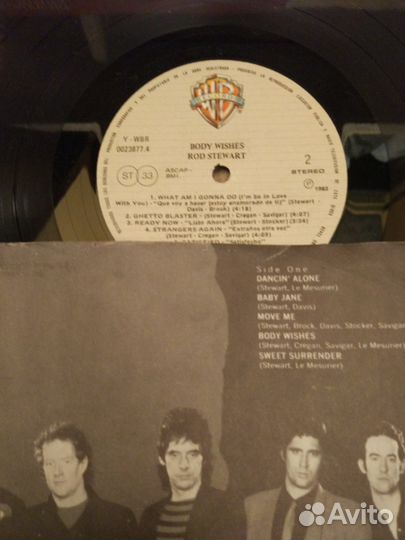 Y - WBR
0023877.4
BODY WISHES
ROD STEWART
2
STEREO
ST 33
ASCAP -
BMI
℗ 1983
1. WHAT AM I GONNA DO (I'm So in Love
With You) - "Que voy a hacer (estoy enamorado de ti)" (Stewart -
Davis - Brock) (4:18)
2. GHETTO BLASTER - (Stewart - Cregan - Savigar) (4:07)
3. READY NOW - "Listo Ahora" (Stewart - Stocker) (3:34)
4. STRANGERS AGAIN - "Extraños otra vez"
(Stewart - Cregan - Savigar)
Side One
DANCIN' ALONE
(Stewart, Le Mesurier)
BABY JANE
(Stewart, Davis)
MOVE ME
(Stewart, Brock, Davis, Stocker, Savigar
BODY WISHES
(Stewart, Cregan, Savigar, Le Mesurier)
SWEET SURRENDER
(Stewart, Le Mesurier)
Avito